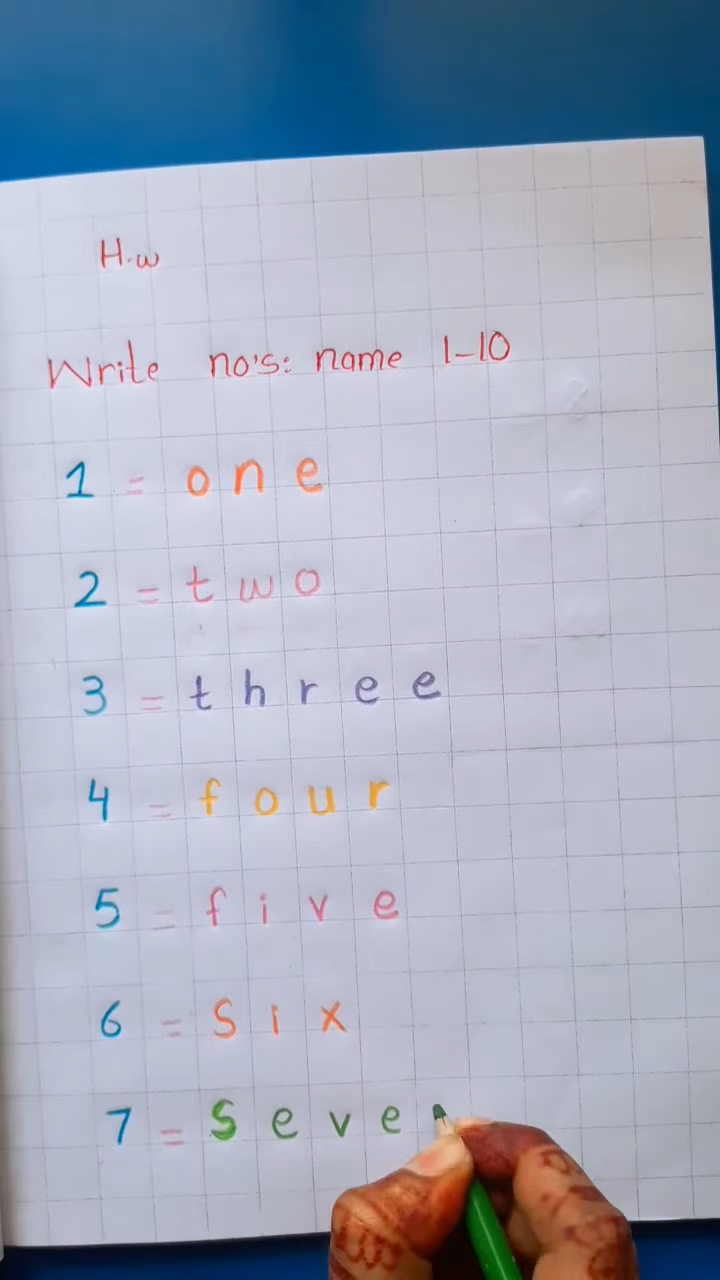 H.w
Write no's: name 1-10
1 = one
2 = two
3 = three
4 = four
5 = five
6 = six
7 = seve